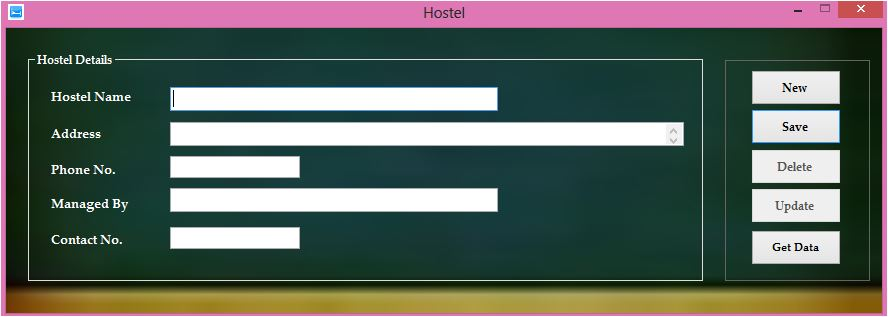 Hostel
Hostel Details
Hostel Name
Address
Phone No.
Managed By
Contact No.
New
Save
Delete
Update
Get Data